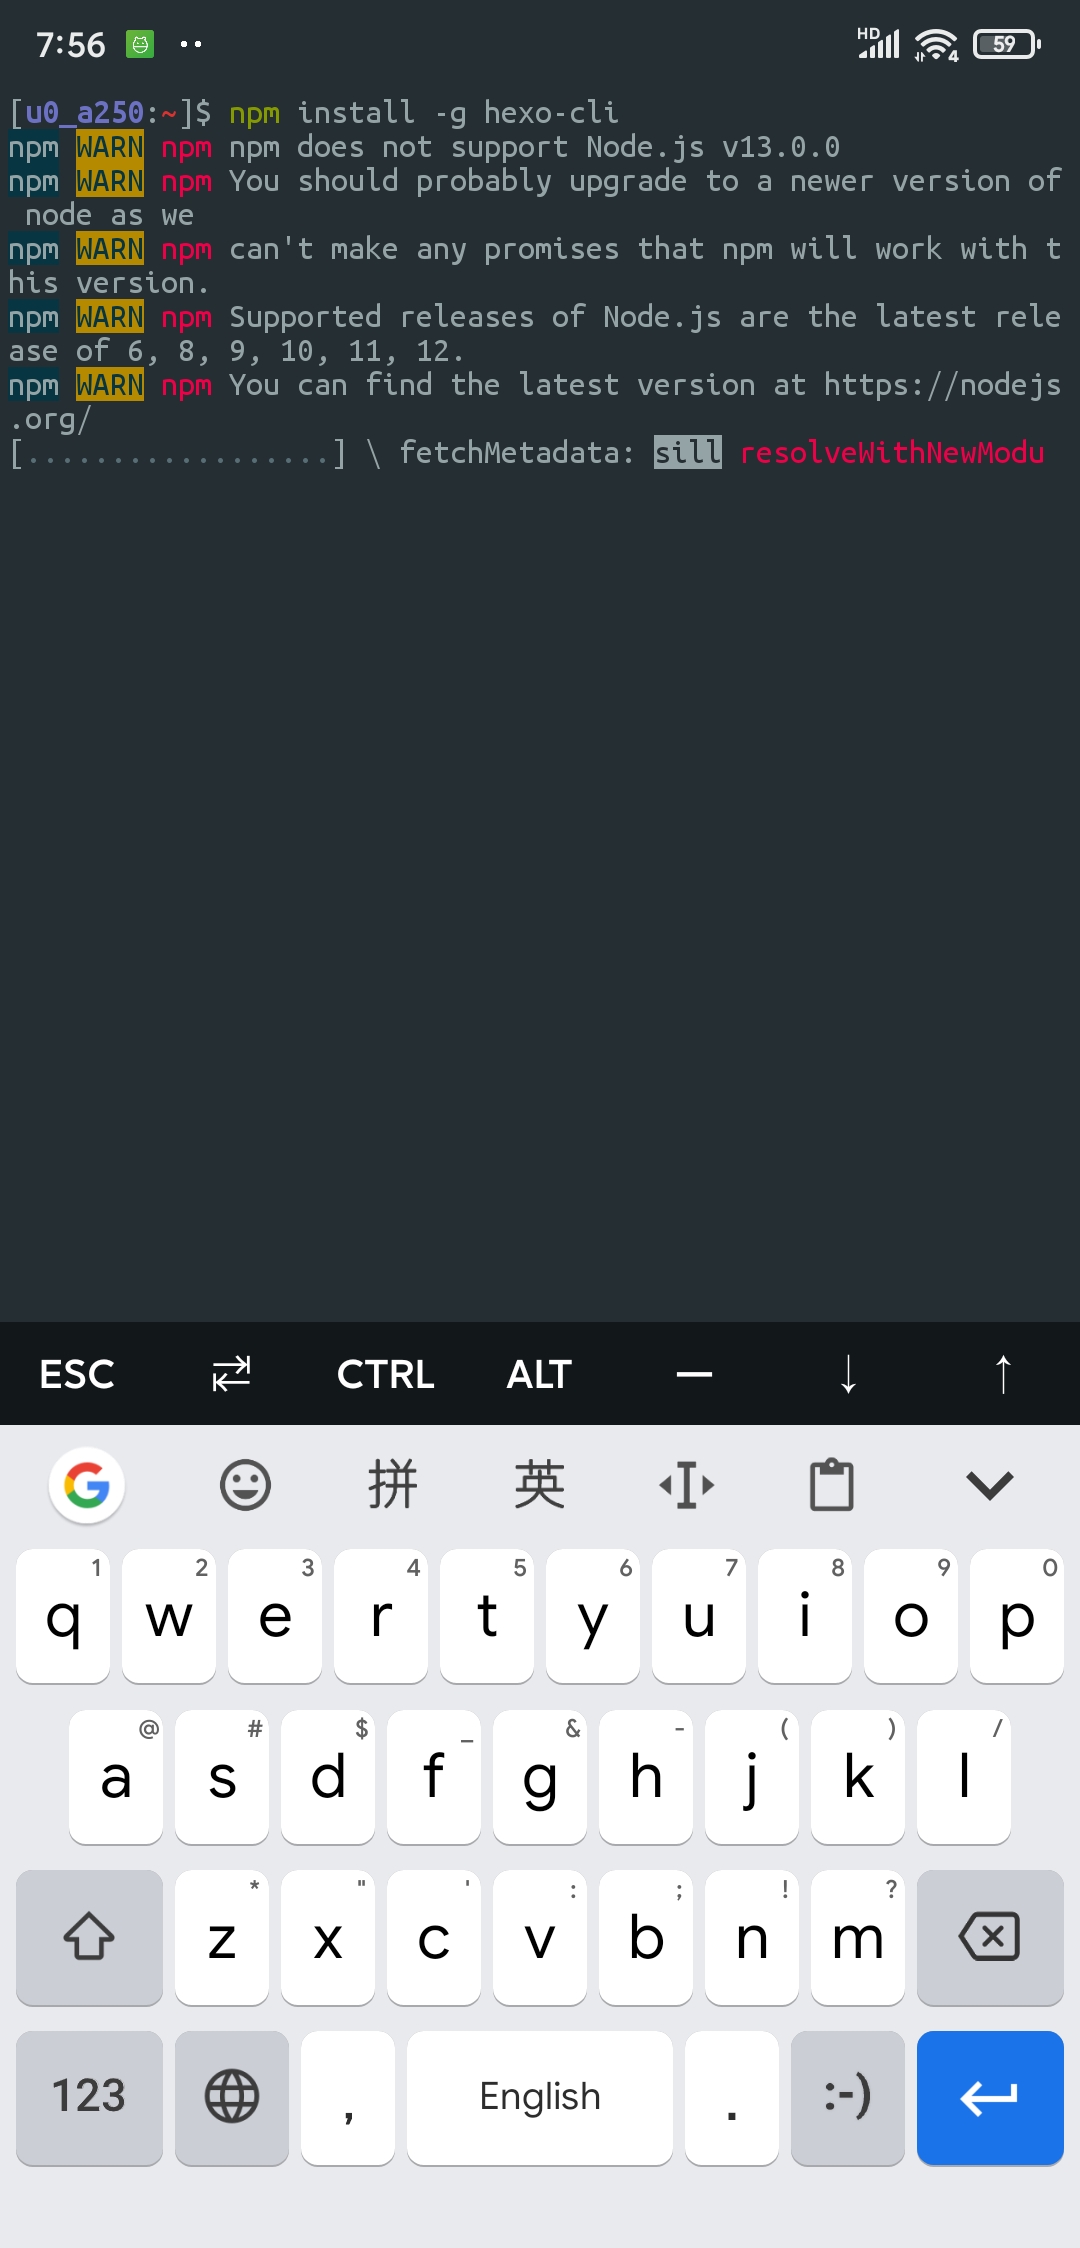 7:56
HD
4
59
[u0_a250:~]$ npm install -g hexo-cli
npm WARN npm npm does not support Node.js v13.0.0
npm WARN npm You should probably upgrade to a newer version of
 node as we
npm WARN npm can't make any promises that npm will work with t
his version.
npm WARN npm Supported releases of Node.js are the latest rele
ase of 6, 8, 9, 10, 11, 12.
npm WARN npm You can find the latest version at https://nodejs
.org/
[..................] \ fetchMetadata: sill resolveWithNewModu
ESC ⇄ CTRL ALT — ↓ ↑
G 拼 英
1 2 3 4 5 6 7 8 9 0
q w e r t y u i o p
@ # $ _ & - ( ) /
a s d f g h j k l
* " ' : ; ! ?
z x c v b n m
123 , English . :-)